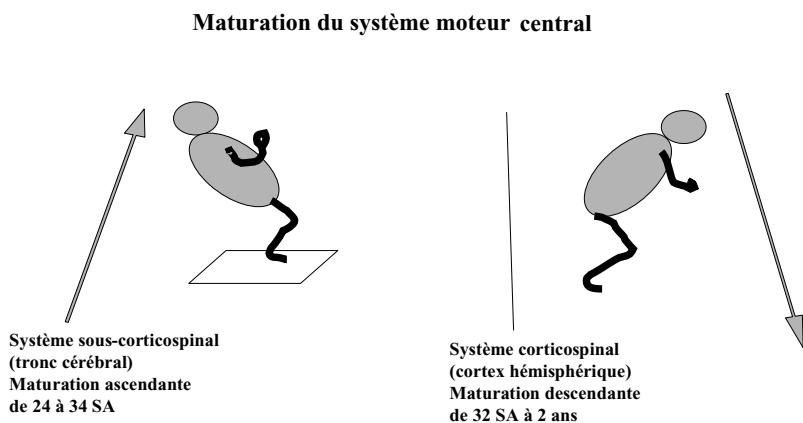 Maturation du système moteur central
Système sous-corticospinal
(tronc cérébral)
Maturation ascendante
de 24 à 34 SA
Système corticospinal
(cortex hémisphérique)
Maturation descendante
de 32 SA à 2 ans